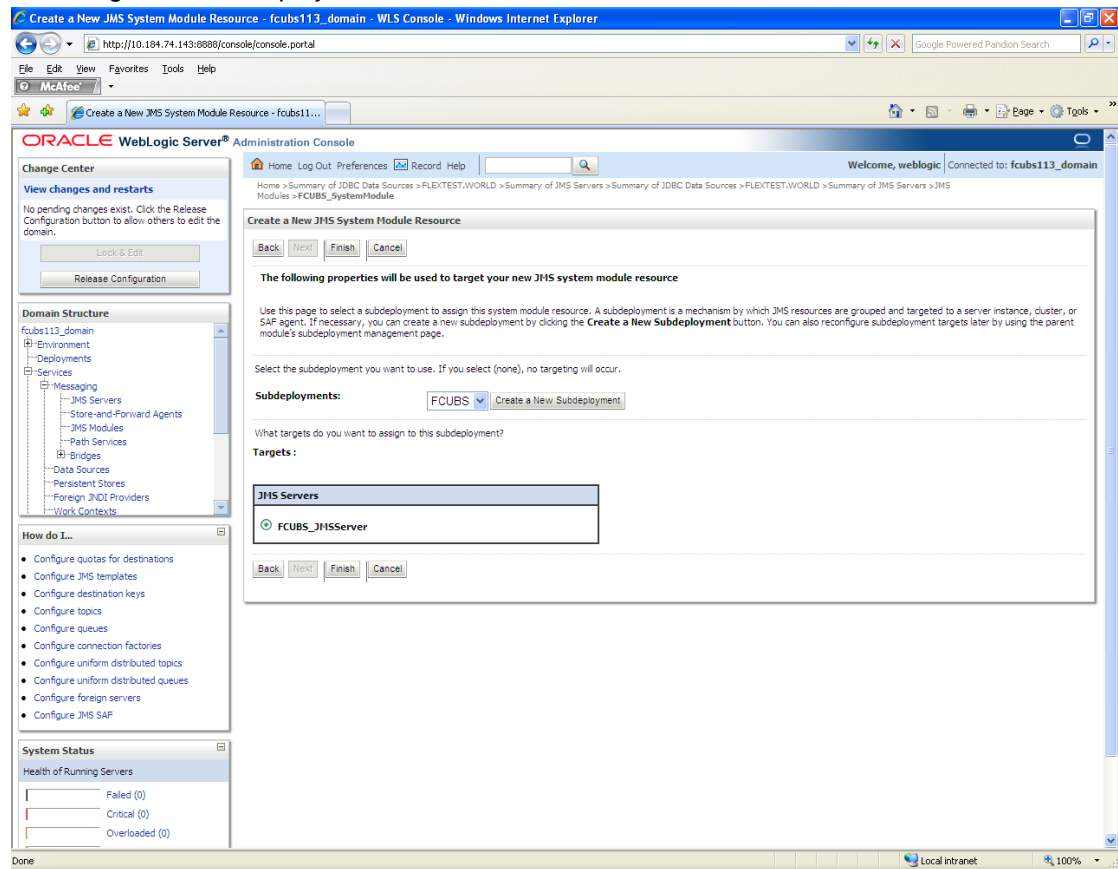 Create a New JMS System Module Resource - fcubs113_domain - WLS Console - Windows Internet Explorer
http://10.184.74.143:8888/console/console.portal
Google Powered Pandion Search
File Edit View Favorites Tools Help
McAfee
Create a New JMS System Module Resource - fcubs11...
Page Tools
ORACLE WebLogic Server® Administration Console
Change Center
View changes and restarts
No pending changes exist. Click the Release
Configuration button to allow others to edit the
domain.
Lock & Edit
Release Configuration
Domain Structure
fcubs113_domain
Environment
Deployments
Services
Messaging
JMS Servers
Store-and-Forward Agents
JMS Modules
Path Services
Bridges
Data Sources
Persistent Stores
Foreign JNDI Providers
Work Contexts
How do I...
Configure quotas for destinations
Configure JMS templates
Configure destination keys
Configure topics
Configure queues
Configure connection factories
Configure uniform distributed topics
Configure uniform distributed queues
Configure foreign servers
Configure JMS SAF
System Status
Health of Running Servers
Failed (0)
Critical (0)
Overloaded (0)
Home Log Out Preferences Record Help
Welcome, weblogic Connected to: fcubs113_domain
Home >Summary of JDBC Data Sources >FLEXTEST.WORLD >Summary of JMS Servers >Summary of JDBC Data Sources >FLEXTEST.WORLD >Summary of JMS Servers >JMS
Modules >FCUBS_SystemModule
Create a New JMS System Module Resource
Back Next Finish Cancel
The following properties will be used to target your new JMS system module resource
Use this page to select a subdeployment to assign this system module resource. A subdeployment is a mechanism by which JMS resources are grouped and targeted to a server instance, cluster, or
SAF agent. If necessary, you can create a new subdeployment by clicking the Create a New Subdeployment button. You can also reconfigure subdeployment targets later by using the parent
module's subdeployment management page.
Select the subdeployment you want to use. If you select (none), no targeting will occur.
Subdeployments: FCUBS Create a New Subdeployment
What targets do you want to assign to this subdeployment?
Targets :
JMS Servers
FCUBS_JMSServer
Back Next Finish Cancel
Done
Local intranet
100%